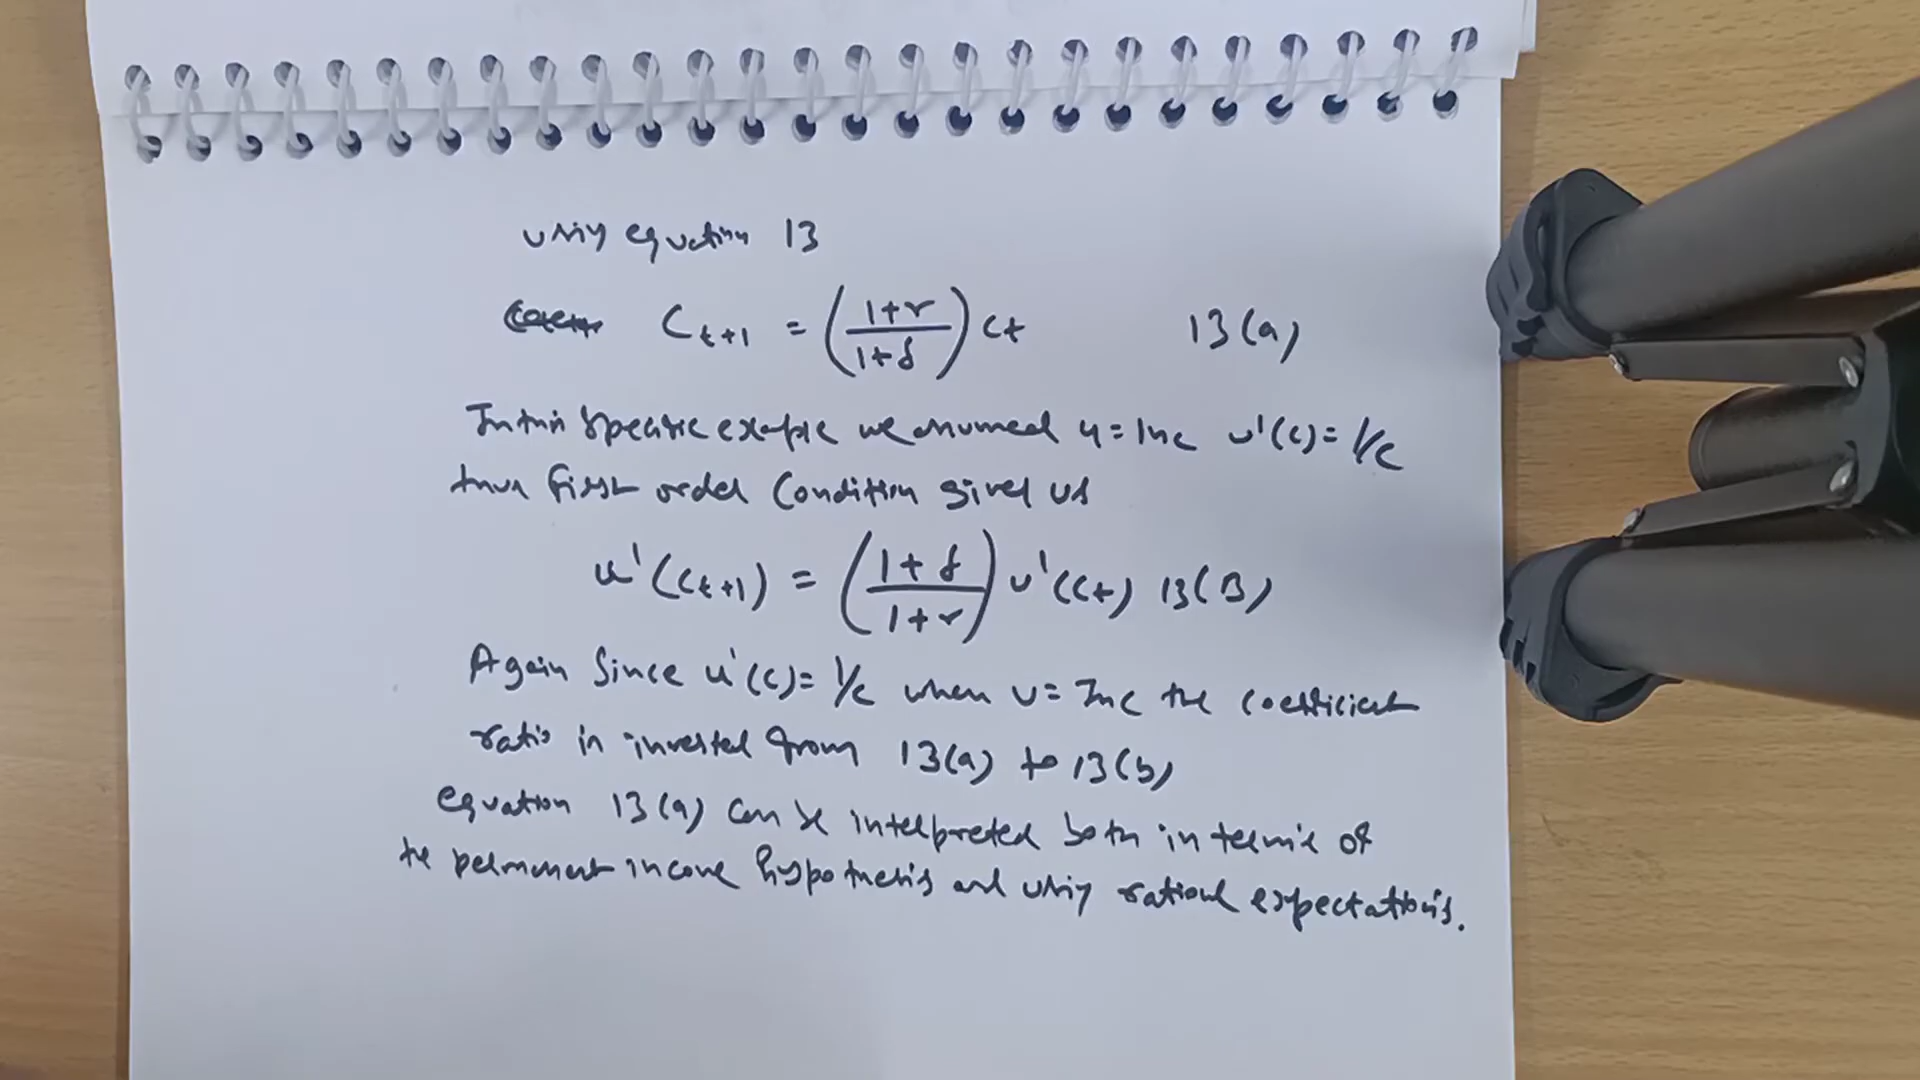 using equation 13
C_{t+1} = ((1+r)/(1+δ)) C_t 13(a)
In this specific example we assumed u = lnc u'(c) = 1/c
thus first order condition gives us
u'(C_{t+1}) = ((1+δ)/(1+r)) u'(C_t) 13(B)
Again Since u'(c) = 1/c when u = lnc the coefficient
ratio is inverted from 13(a) to 13(b)
equation 13(a) can be interpreted both in terms of
the permanent income hypothesis and using rational expectations.